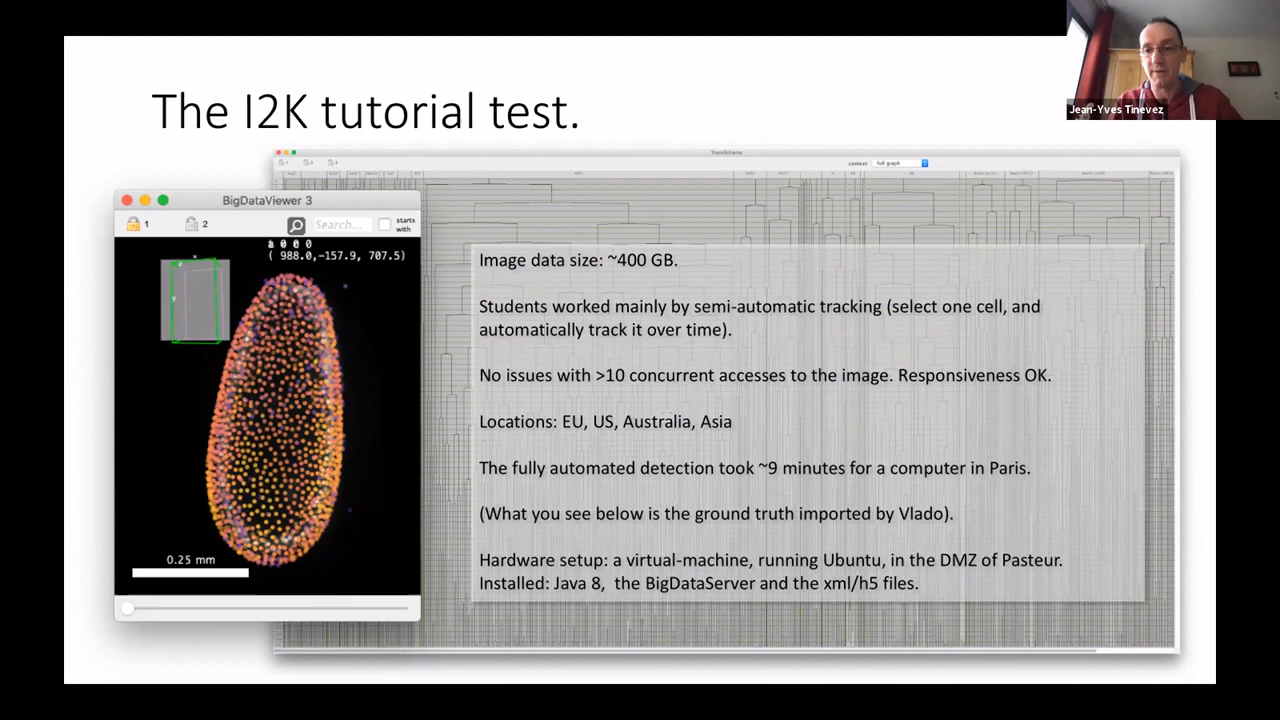 The I2K tutorial test.
Jean-Yves Tinevez
TrackScheme
context: full graph
BigDataViewer 3
1
2
Search...
starts
with
( 988.0,-157.9, 707.5)
0.25 mm
Image data size: ~400 GB.
Students worked mainly by semi-automatic tracking (select one cell, and
automatically track it over time).
No issues with >10 concurrent accesses to the image. Responsiveness OK.
Locations: EU, US, Australia, Asia
The fully automated detection took ~9 minutes for a computer in Paris.
(What you see below is the ground truth imported by Vlado).
Hardware setup: a virtual-machine, running Ubuntu, in the DMZ of Pasteur.
Installed: Java 8, the BigDataServer and the xml/h5 files.